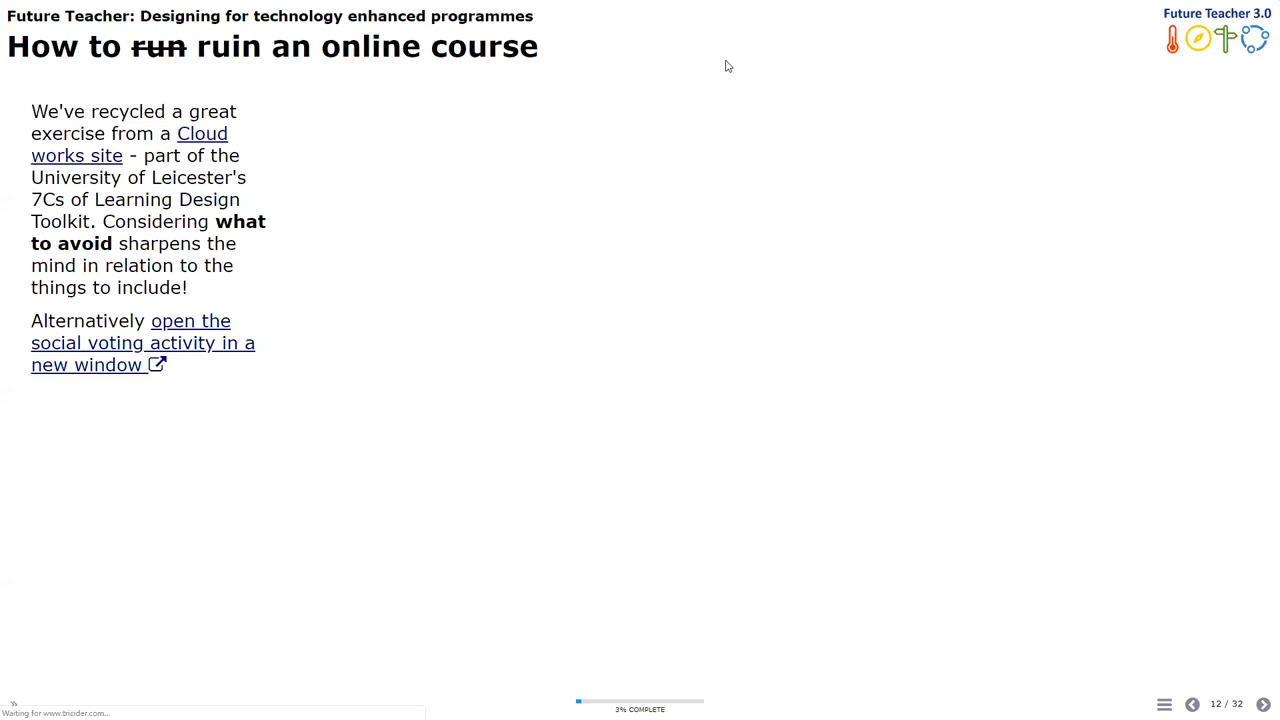 Future Teacher: Designing for technology enhanced programmes
Future Teacher 3.0
How to run ruin an online course
We've recycled a great
exercise from a Cloud
works site - part of the
University of Leicester's
7Cs of Learning Design
Toolkit. Considering what
to avoid sharpens the
mind in relation to the
things to include!
Alternatively open the
social voting activity in a
new window
»
3% COMPLETE
12 / 32
Waiting for www.tricider.com...